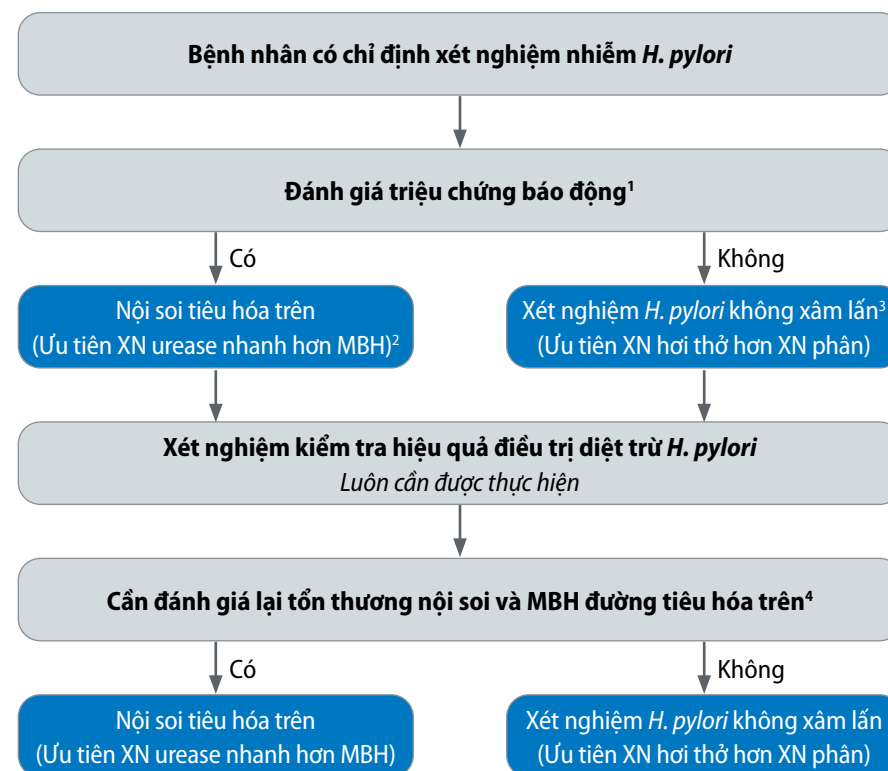 Bệnh nhân có chỉ định xét nghiệm nhiễm H. pylori
Đánh giá triệu chứng báo động¹
Có
Không
Nội soi tiêu hóa trên
(Ưu tiên XN urease nhanh hơn MBH)²
Xét nghiệm H. pylori không xâm lấn³
(Ưu tiên XN hơi thở hơn XN phân)
Xét nghiệm kiểm tra hiệu quả điều trị diệt trừ H. pylori
Luôn cần được thực hiện
Cần đánh giá lại tổn thương nội soi và MBH đường tiêu hóa trên⁴
Có
Không
Nội soi tiêu hóa trên
(Ưu tiên XN urease nhanh hơn MBH)
Xét nghiệm H. pylori không xâm lấn
(Ưu tiên XN hơi thở hơn XN phân)